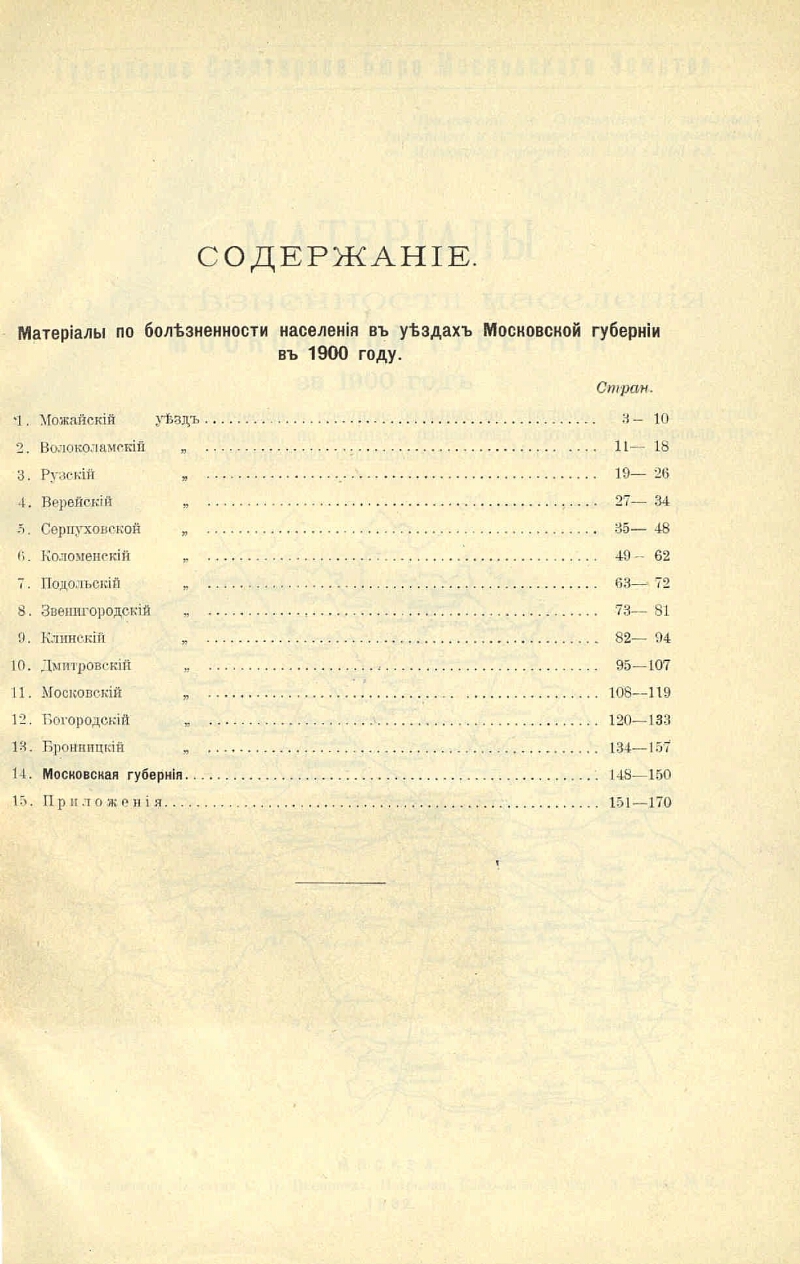 СОДЕРЖАНІЕ.
Матеріалы по болѣзненности населенія въ уѣздахъ Московской губерніи
въ 1900 году.
Стран.
1. Можайскій уѣздъ 3— 10
2. Волоколамскій „ 11— 18
3. Рузскій „ 19— 26
4. Верейскій „ 27— 34
5. Серпуховской „ 35— 48
6. Коломенскій „ 49— 62
7. Подольскій „ 63— 72
8. Звенигородскій „ 73— 81
9. Клинскій „ 82— 94
10. Дмитровскій „ 95—107
11. Московскій „ 108—119
12. Богородскій „ 120—133
13. Бронницкій „ 134—157
14. Московская губернія 148—150
15. Приложенія 151—170